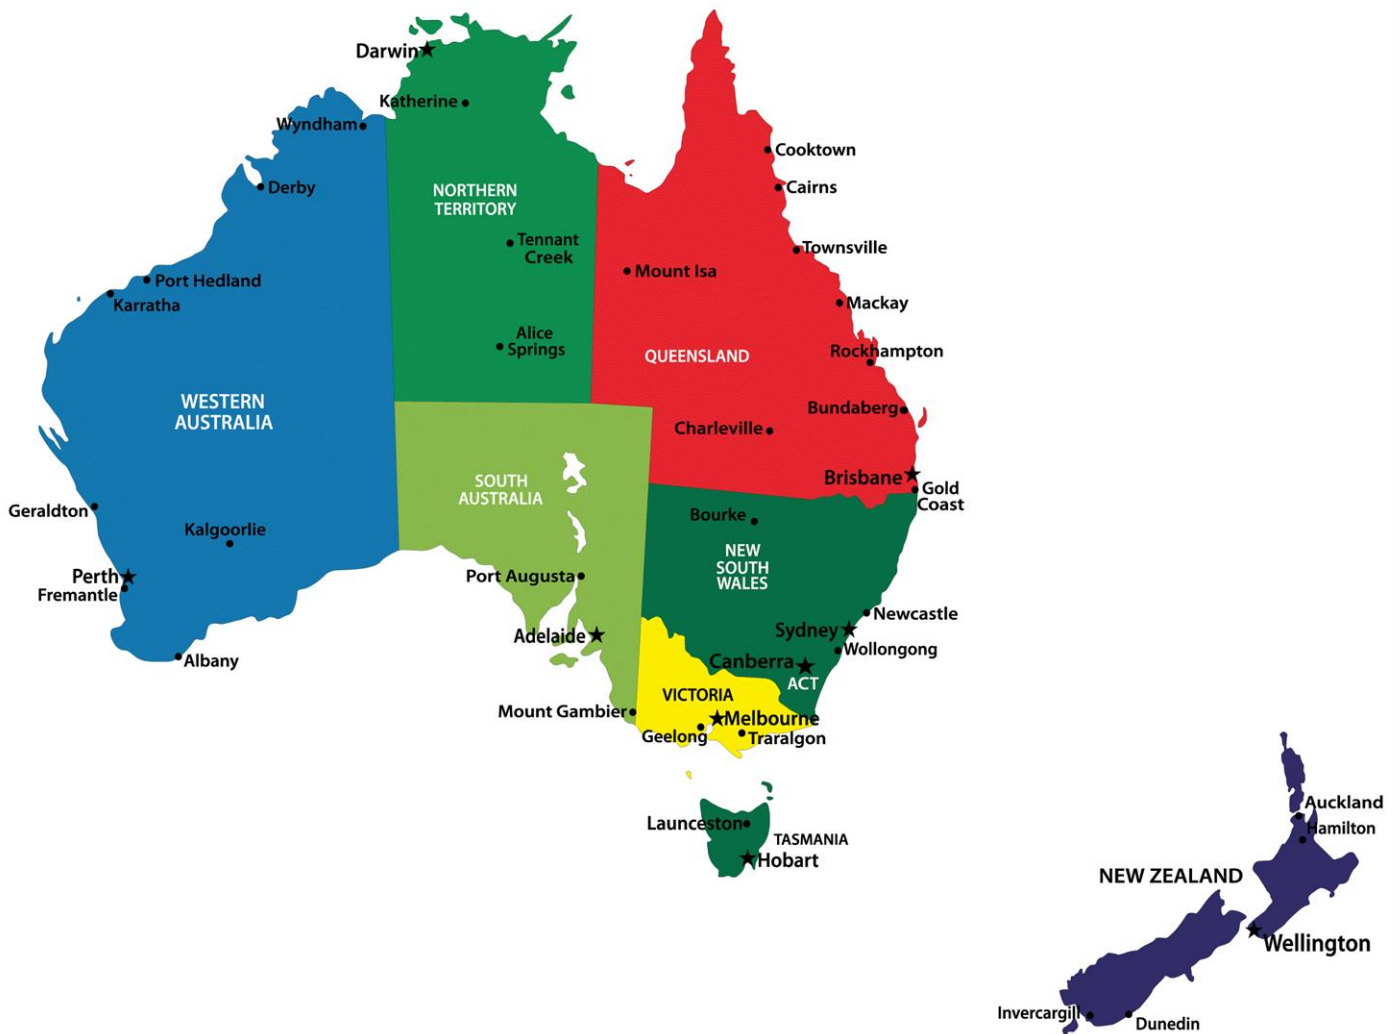 Darwin
Katherine
Wyndham
Derby
NORTHERN
TERRITORY
Cooktown
Cairns
Tennant
Creek
Townsville
Mount Isa
Port Hedland
Karratha
Mackay
Alice
Springs
QUEENSLAND
Rockhampton
WESTERN
AUSTRALIA
Bundaberg
Charleville
SOUTH
AUSTRALIA
Brisbane
Gold
Coast
Geraldton
Kalgoorlie
Bourke
NEW
SOUTH
WALES
Perth
Fremantle
Port Augusta
Newcastle
Adelaide
Sydney
Wollongong
Albany
Canberra
ACT
VICTORIA
Mount Gambier
Melbourne
Geelong
Traralgon
Launceston
TASMANIA
Hobart
Auckland
Hamilton
NEW ZEALAND
Wellington
Invercargill
Dunedin